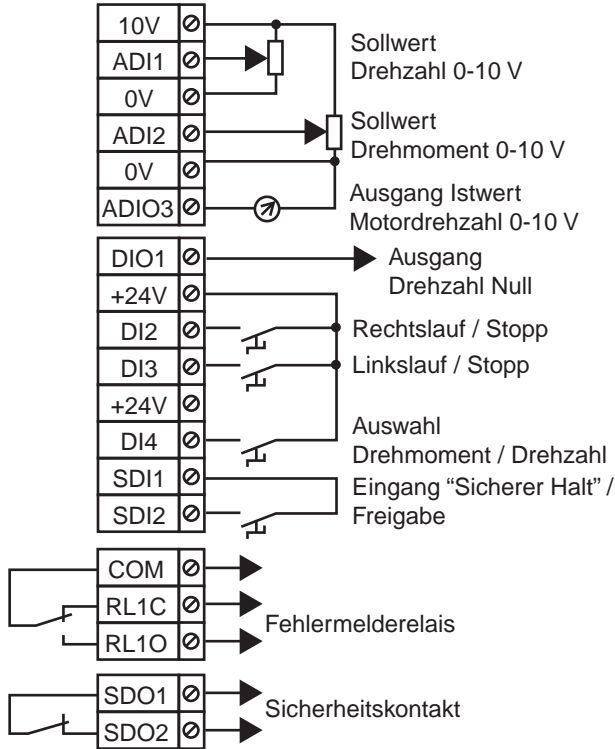 10V
ADI1
Sollwert
Drehzahl 0-10 V
0V
ADI2
Sollwert
Drehmoment 0-10 V
0V
ADIO3
Ausgang Istwert
Motordrehzahl 0-10 V
DIO1
Ausgang
Drehzahl Null
+24V
DI2
Rechtslauf / Stopp
DI3
Linkslauf / Stopp
+24V
DI4
Auswahl
Drehmoment / Drehzahl
SDI1
Eingang “Sicherer Halt” /
Freigabe
SDI2
COM
RL1C
RL1O
Fehlermelderelais
SDO1
SDO2
Sicherheitskontakt